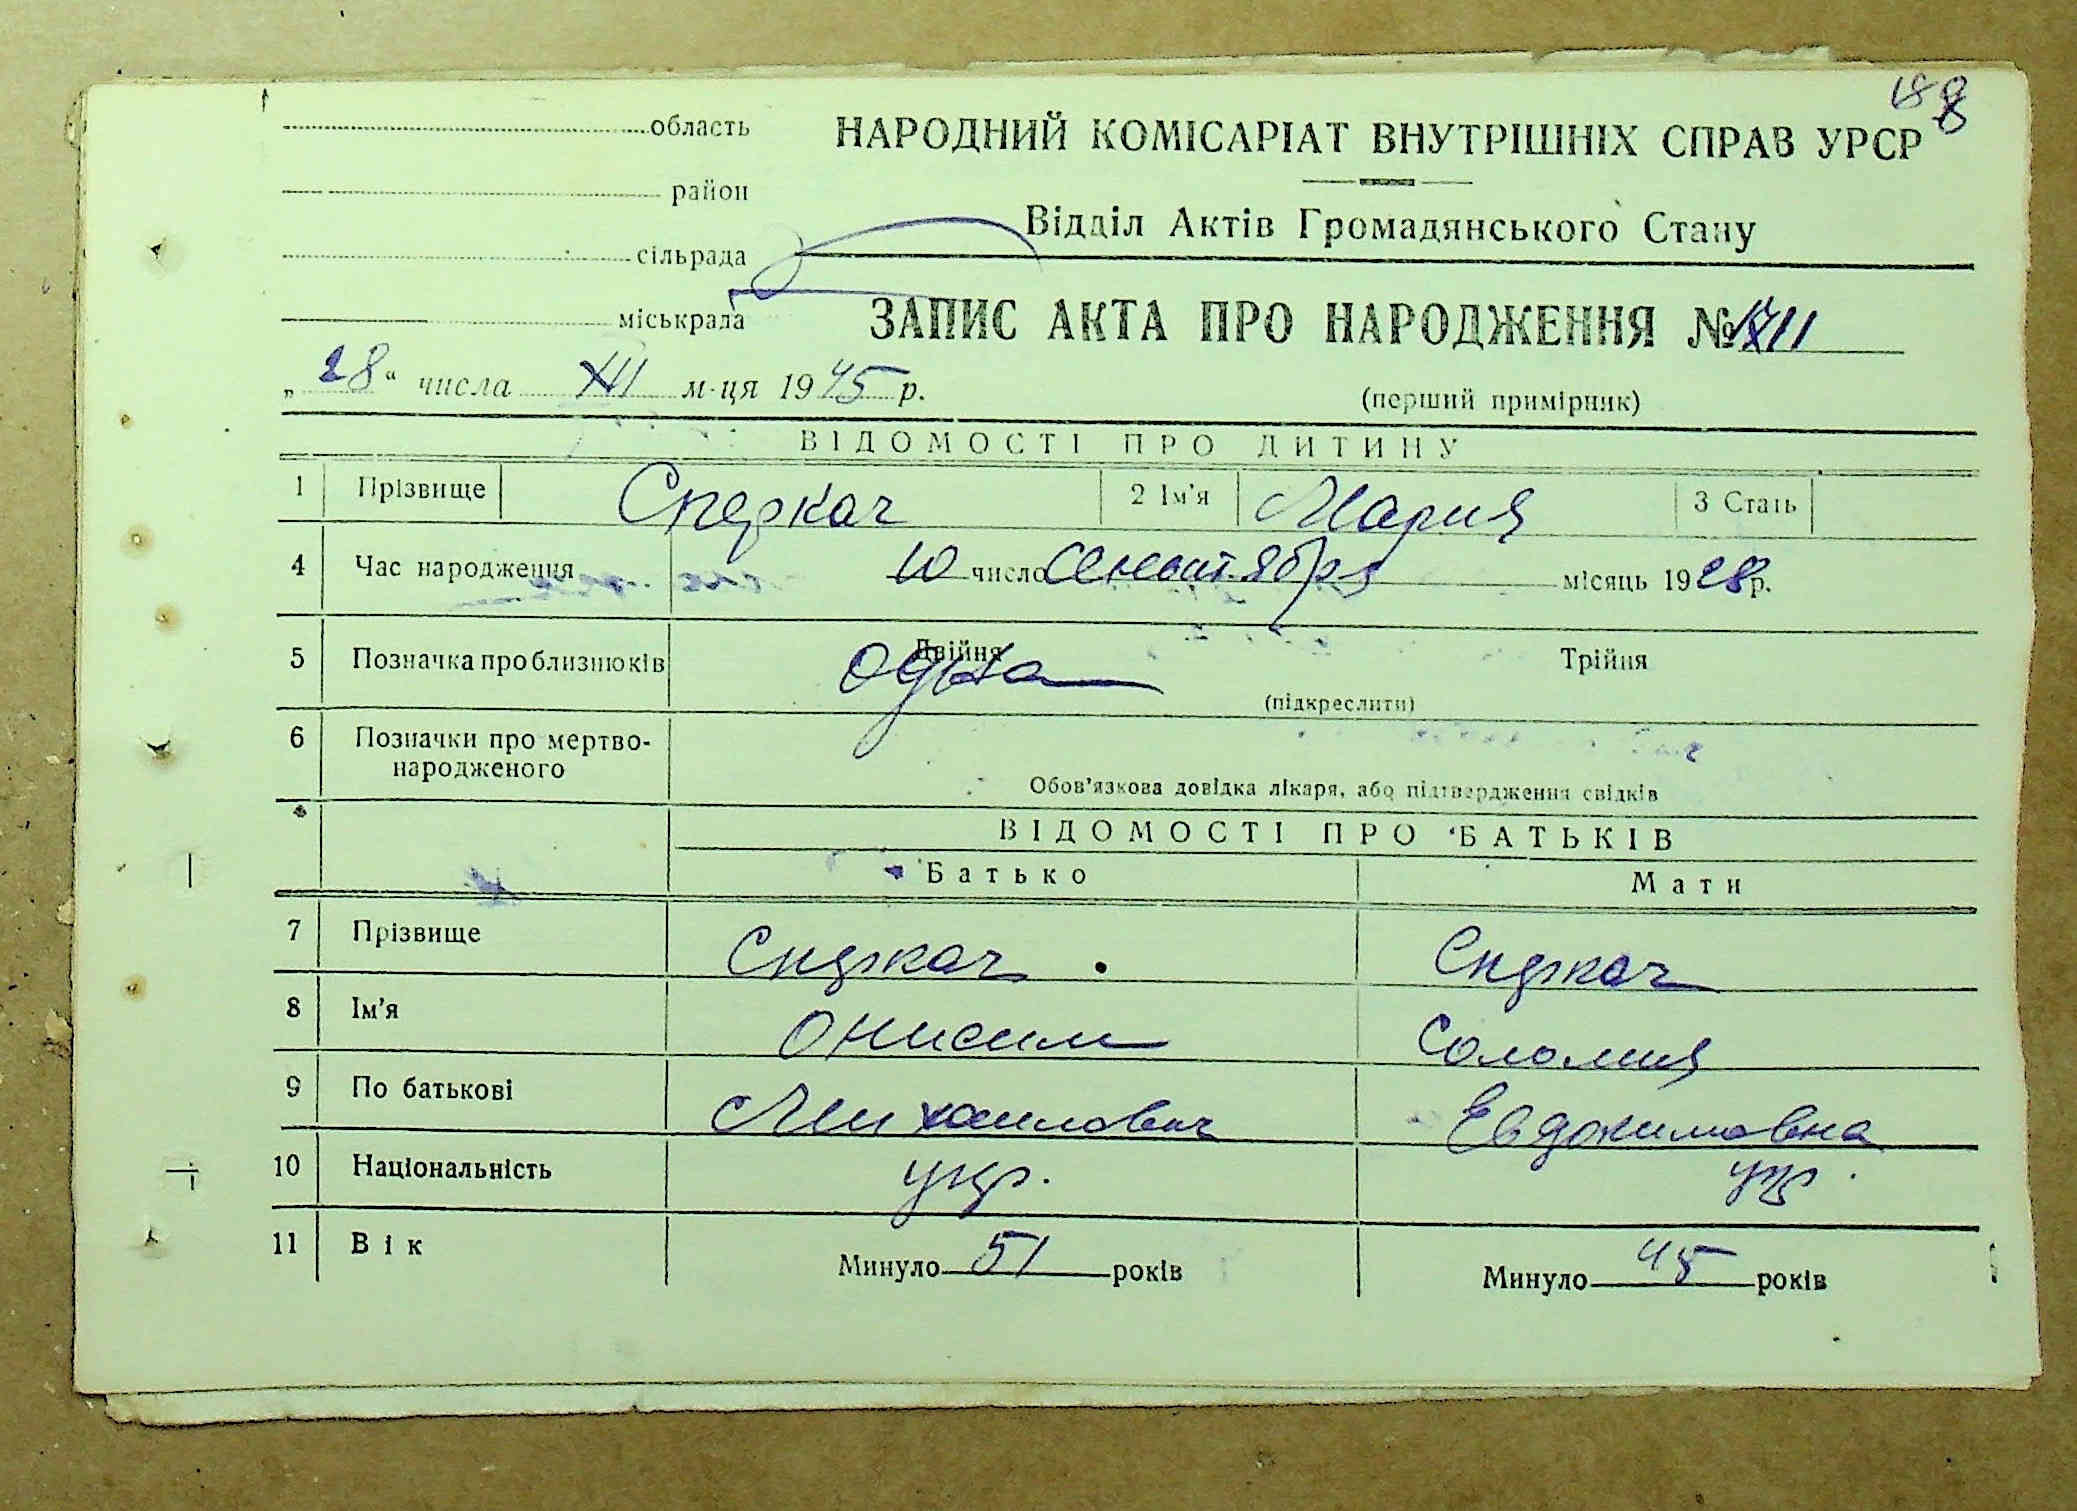 188
область
НАРОДНИЙ КОМІСАРІАТ ВНУТРІШНІХ СПРАВ УРСР
район
Відділ Актів Громадянського Стану
сільрада
міськрада
ЗАПИС АКТА ПРО НАРОДЖЕННЯ №
„28“ числа XII м-ця 1945 р.
(перший примірник)
ВІДОМОСТІ ПРО ДИТИНУ
1 Прізвище Сперкач 2 Ім'я Мария 3 Стать
4 Час народження 10 число сентября місяць 1928 р.
5 Позначка про близнюків Двійня одна Трійня
(підкреслити)
6 Позначки про мертво-
народженого
Обов'язкова довідка лікаря, або підтвердження свідків
ВІДОМОСТІ ПРО БАТЬКІВ
Батько Мати
7 Прізвище
8 Ім'я Онисим Соломия
9 По батькові Михаилович Евдокимовна
10 Національність укр. укр.
11 Вік Минуло 51 років Минуло 45 років